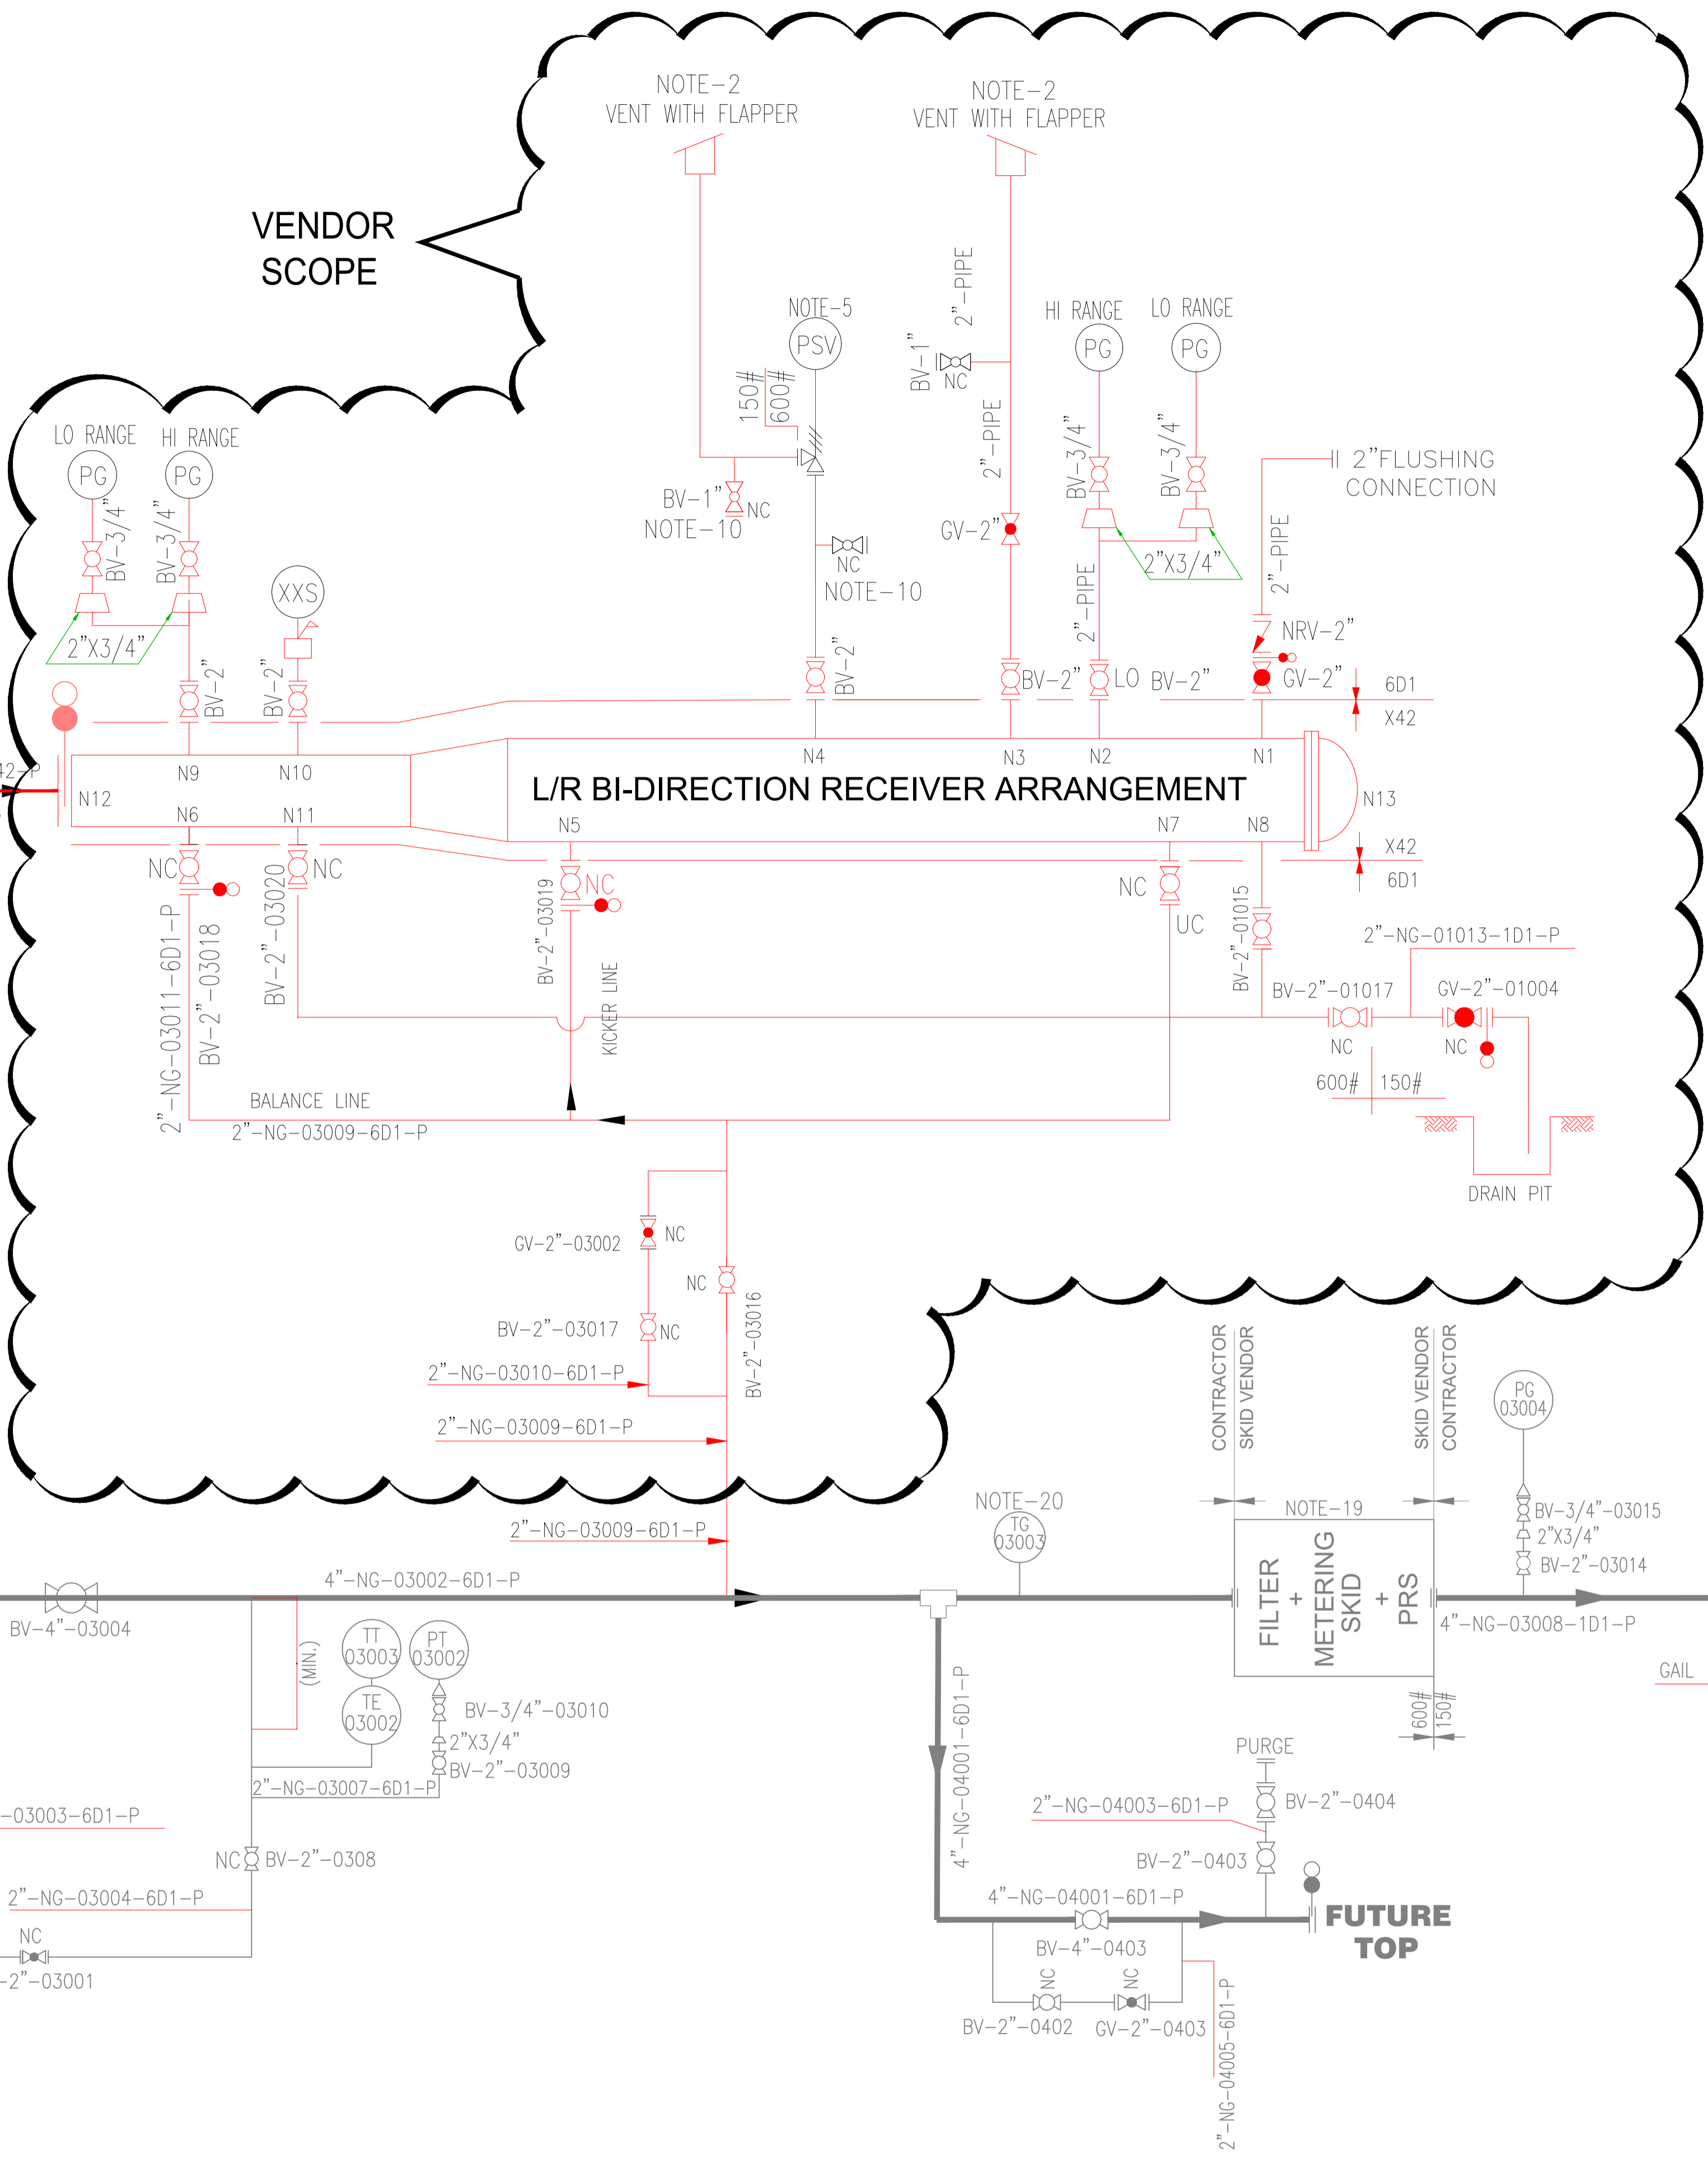 NOTE-2
VENT WITH FLAPPER
NOTE-2
VENT WITH FLAPPER
VENDOR
SCOPE
NOTE-5
PSV
150#
600#
2"-PIPE
BV-1"
NC
2"-PIPE
HI RANGE
LO RANGE
PG
PG
BV-3/4"
BV-3/4"
LO RANGE
HI RANGE
PG
PG
BV-3/4"
BV-3/4"
2"X3/4"
XXS
BV-1"
NC
NOTE-10
NC
NOTE-10
GV-2"
2"X3/4"
2"-PIPE
2"-PIPE
2"FLUSHING
CONNECTION
NRV-2"
GV-2"
BV-2"
BV-2"
BV-2"
BV-2"
LO
BV-2"
6D1
X42
42-P
N12
N9
N10
N4
N3
N2
N1
L/R BI-DIRECTION RECEIVER ARRANGEMENT
N13
N6
N11
N5
N7
N8
X42
6D1
NC
NC
NC
NC
UC
2"-NG-03011-6D1-P
BV-2"-03018
BV-2"-03020
BV-2"-03019
KICKER LINE
BV-2"-01015
2"-NG-01013-1D1-P
BV-2"-01017
GV-2"-01004
NC
NC
600#
150#
DRAIN PIT
BALANCE LINE
2"-NG-03009-6D1-P
GV-2"-03002
NC
NC
BV-2"-03016
BV-2"-03017
NC
2"-NG-03010-6D1-P
2"-NG-03009-6D1-P
2"-NG-03009-6D1-P
CONTRACTOR
SKID VENDOR
SKID VENDOR
CONTRACTOR
PG
03004
NOTE-20
TG
03003
NOTE-19
FILTER
+
METERING
SKID
+
PRS
BV-3/4"-03015
2"X3/4"
BV-2"-03014
4"-NG-03002-6D1-P
BV-4"-03004
4"-NG-03008-1D1-P
GAIL
600#
150#
(MIN.)
TT
03003
PT
03002
TE
03002
BV-3/4"-03010
2"X3/4"
BV-2"-03009
2"-NG-03007-6D1-P
-03003-6D1-P
NC
BV-2"-0308
2"-NG-03004-6D1-P
NC
-2"-03001
4"-NG-04001-6D1-P
PURGE
BV-2"-0404
2"-NG-04003-6D1-P
BV-2"-0403
4"-NG-04001-6D1-P
FUTURE
TOP
BV-4"-0403
NC
NC
BV-2"-0402
GV-2"-0403
2"-NG-04005-6D1-P